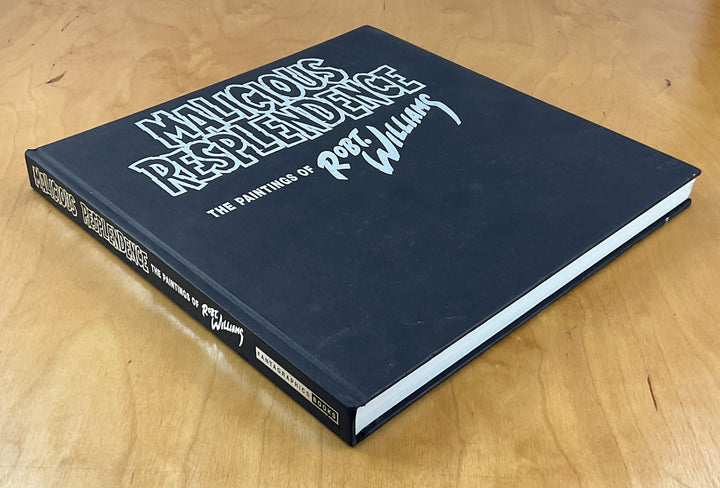 MALICIOUS
RESPLENDENCE
THE PAINTINGS OF ROBT. WILLIAMS
MALICIOUS RESPLENDENCE THE PAINTINGS OF ROBT. WILLIAMS FANTAGRAPHICS BOOKS